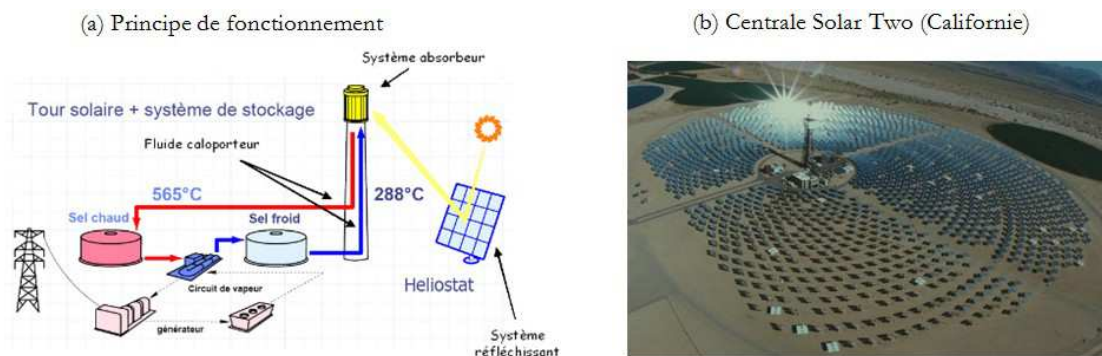 (a) Principe de fonctionnement
(b) Centrale Solar Two (Californie)
Système absorbeur
Tour solaire + système de stockage
Fluide caloporteur
565°C
288°C
Sel chaud
Sel froid
Circuit de vapeur
Heliostat
générateur
Système
réfléchissant